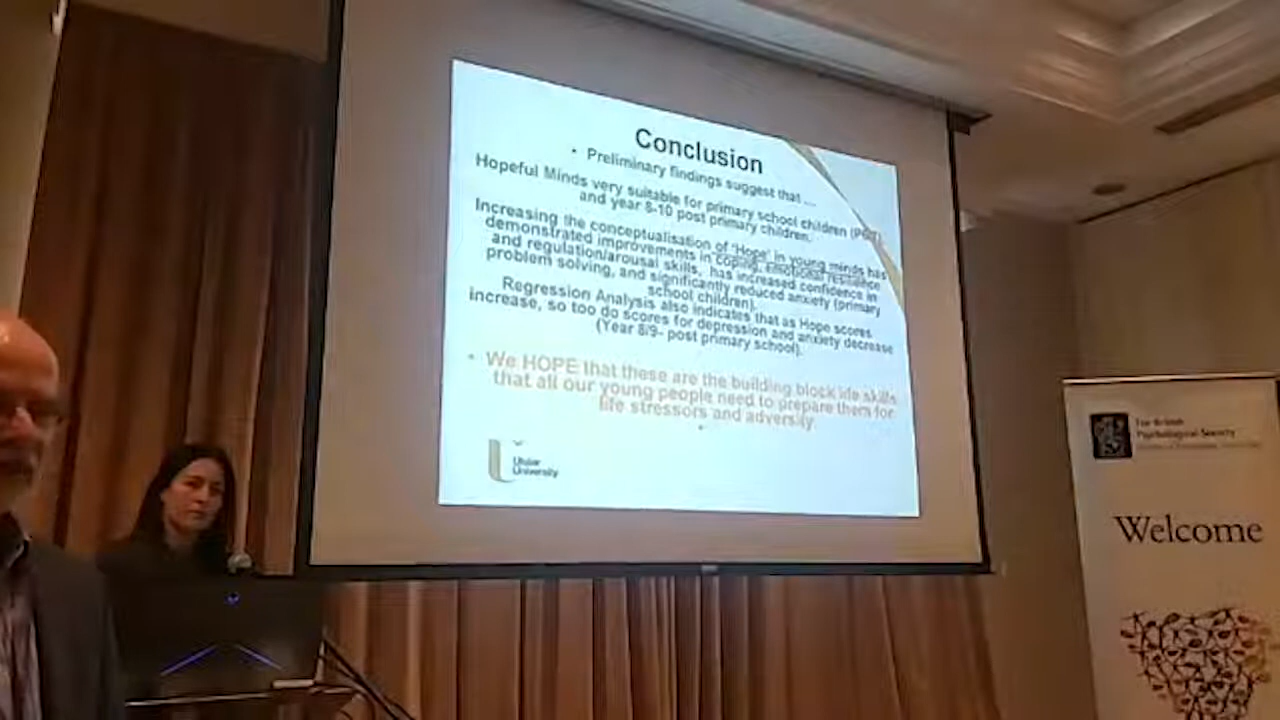 Conclusion
• Preliminary findings suggest that ...
Hopeful Minds very suitable for primary school children (P6/7)
and year 8-10 post primary children.
Increasing the conceptualisation of 'Hope' in young minds has
demonstrated improvements in coping, emotional resilience
and regulation/arousal skills, has increased confidence in
problem solving, and significantly reduced anxiety (primary
school children).
Regression Analysis also indicates that as Hope scores
increase, so too do scores for depression and anxiety decrease
(Year 8/9- post primary school).
• We HOPE that these are the building block life skills
that all our young people need to prepare them for
life stressors and adversity
Ulster
University
The British
Psychological Society
Welcome